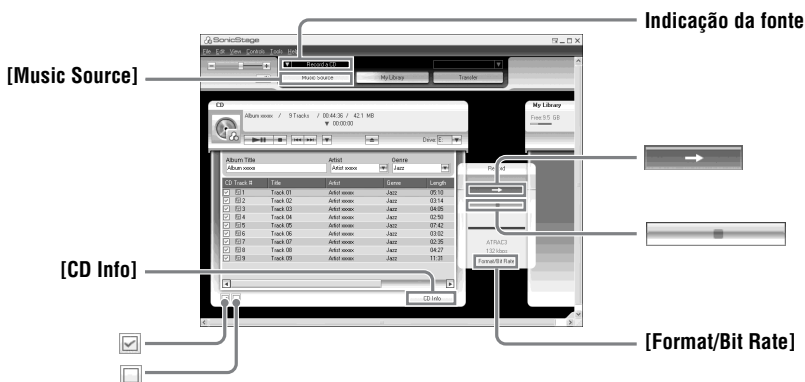 Indicação da fonte
SonicStage
File Edit View Controls Tools Help
Record a CD
[Music Source]
Music Source My Library Transfer
CD
My Library
Album xxxxx / 9 Tracks / 00:44:36 / 42.1 MB
00:00:00
Free 9.5 GB
Drive E:
Album Title Artist Genre
Album xxxxx Artist xxxxx Jazz
Record
CD Track # Title Artist Genre Length
1 Track 01 Artist xxxxx Jazz 05:10
2 Track 02 Artist xxxxx Jazz 03:14
3 Track 03 Artist xxxxx Jazz 04:05
4 Track 04 Artist xxxxx Jazz 02:50
5 Track 05 Artist xxxxx Jazz 07:42
6 Track 06 Artist xxxxx Jazz 03:02
7 Track 07 Artist xxxxx Jazz 02:35
8 Track 08 Artist xxxxx Jazz 04:27
9 Track 09 Artist xxxxx Jazz 11:31
ATRAC3
132 kbps
Format/Bit Rate
[CD Info]
CD Info
[Format/Bit Rate]